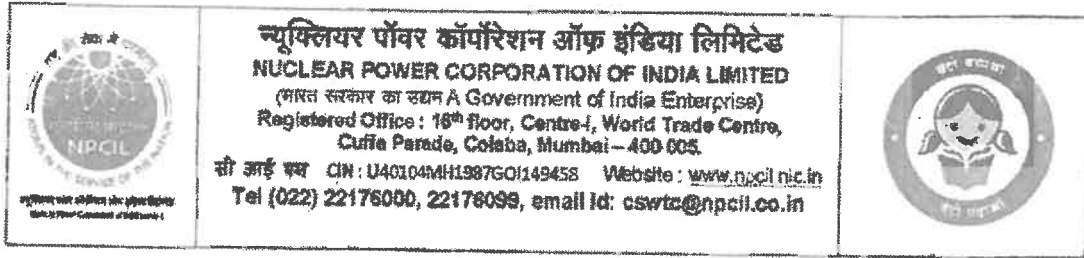 न्यूक्लियर पॉवर कॉर्पोरेशन ऑफ़ इंडिया लिमिटेड
NUCLEAR POWER CORPORATION OF INDIA LIMITED
(भारत सरकार का उद्यम A Government of India Enterprise)
Registered Office : 16th floor, Centre-I, World Trade Centre,
Cuffe Parade, Colaba, Mumbai – 400 005.
सी आई एन CIN : U40104MH1987GOI149458 Website : www.npcil.nic.in
Tel (022) 22176000, 22176099, email id: cswtc@npcil.co.in
NPCIL